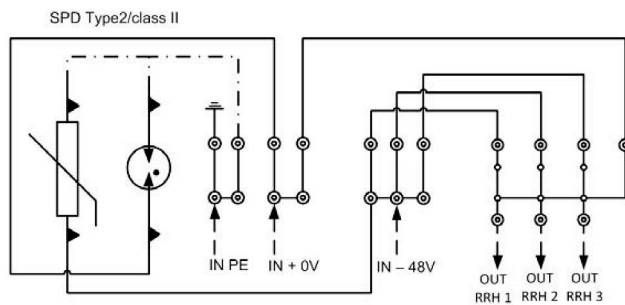 SPD Type2/class II
IN PE
IN + 0V
IN – 48V
OUT
RRH 1
OUT
RRH 2
OUT
RRH 3